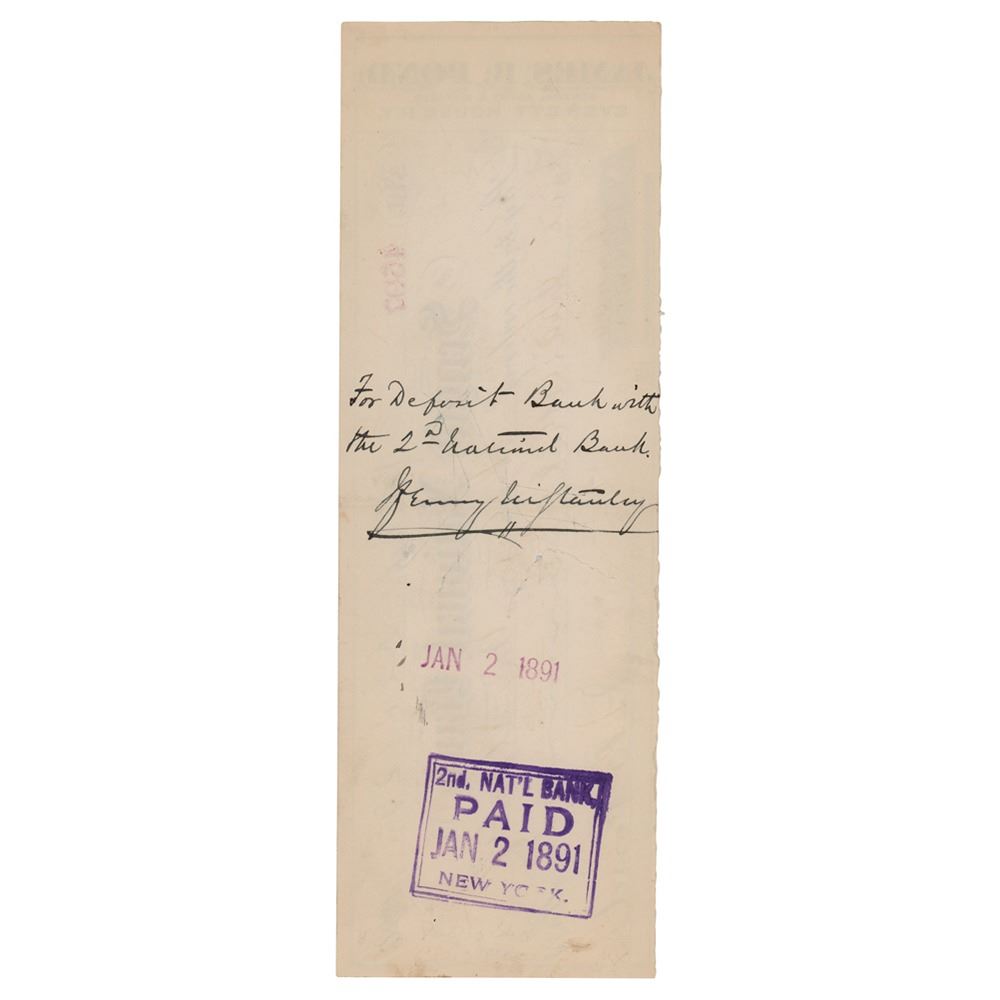 For Deposit Bank with
the 2d National Bank.
Henry M Stanley
JAN 2 1891
2nd. NAT'L BANK,
PAID
JAN 2 1891
NEW YORK.